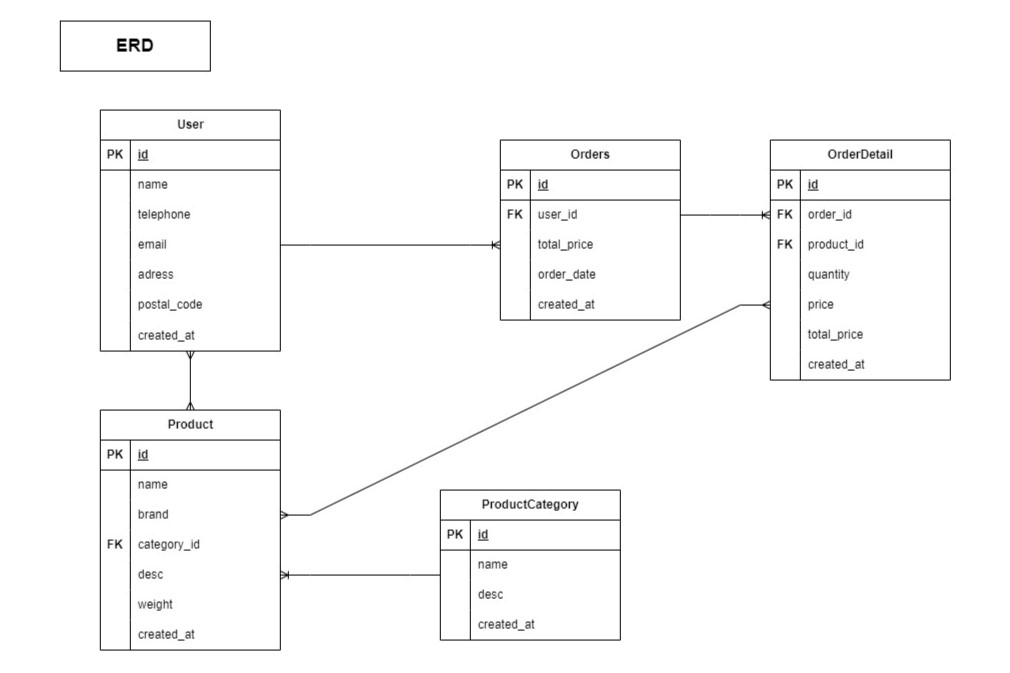 ERD
User
PK id
name
telephone
email
adress
postal_code
created_at
Orders
PK id
FK user_id
total_price
order_date
created_at
OrderDetail
PK id
FK order_id
FK product_id
quantity
price
total_price
created_at
Product
PK id
name
brand
FK category_id
desc
weight
created_at
ProductCategory
PK id
name
desc
created_at